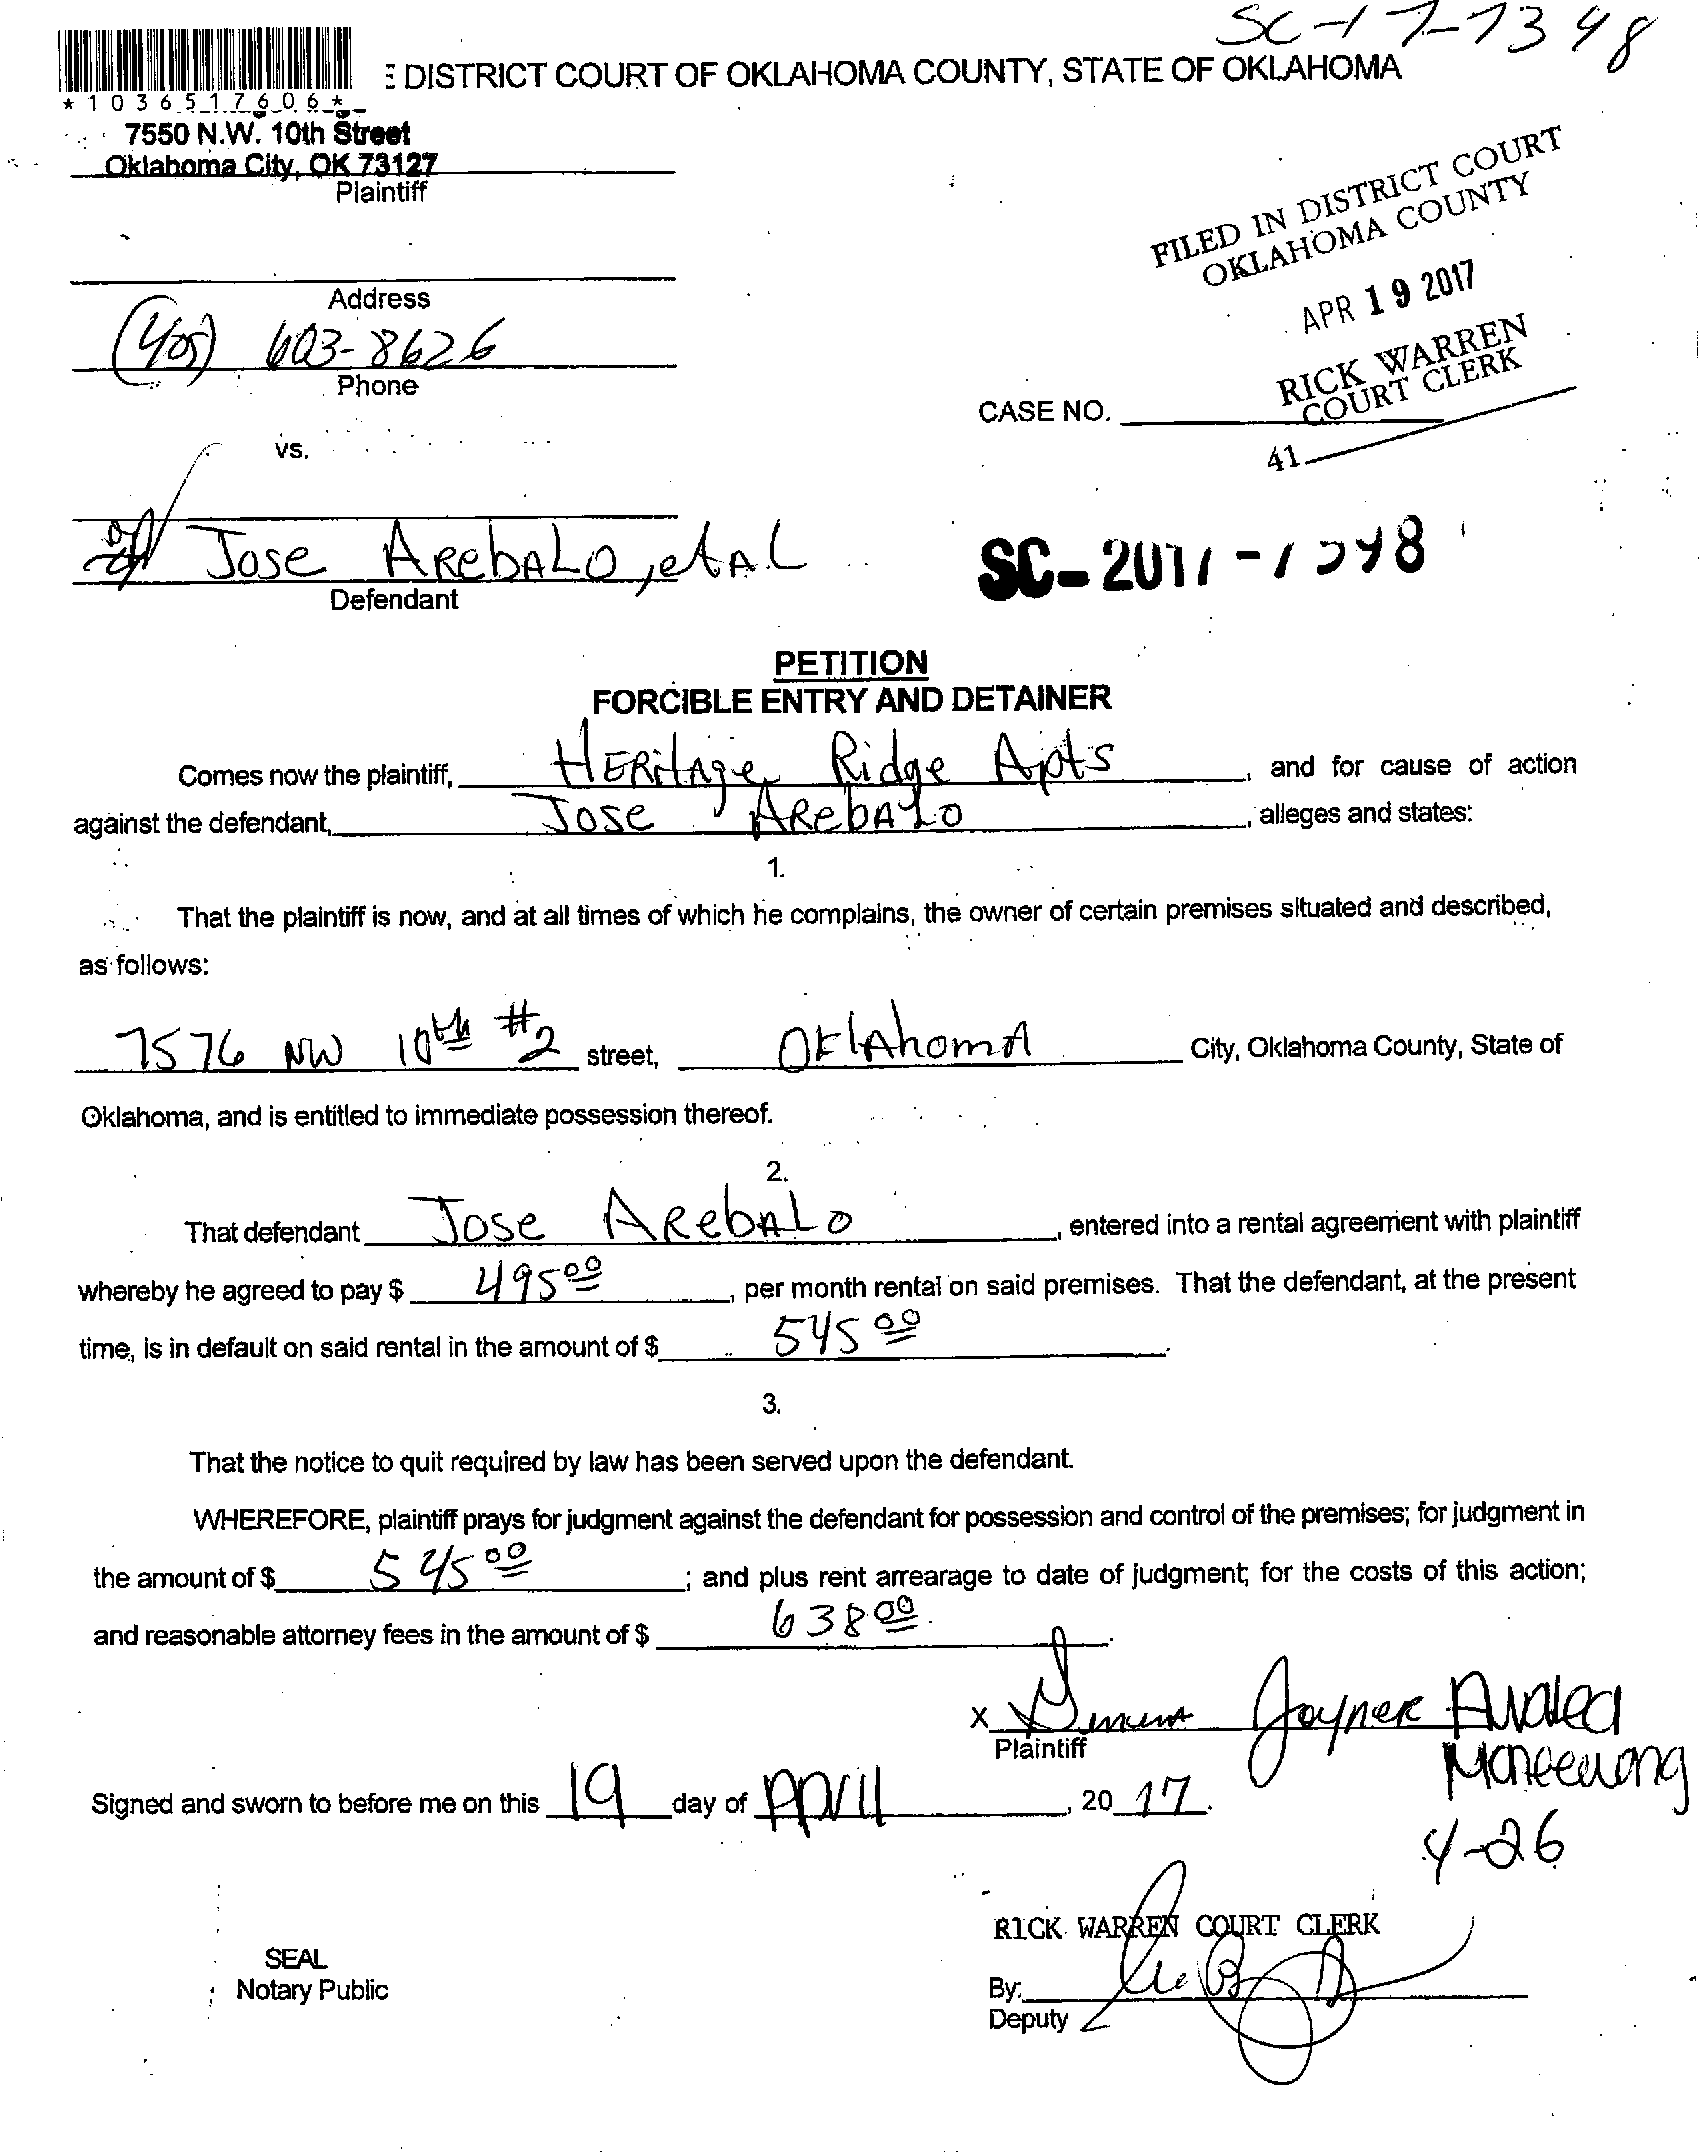 SC-17-7348
E DISTRICT COURT OF OKLAHOMA COUNTY, STATE OF OKLAHOMA
*1036517606*
7550 N.W. 10th Street
Oklahoma City, OK 73127
Plaintiff
FILED IN DISTRICT COURT
OKLAHOMA COUNTY
APR 19 2017
RICK WARREN
COURT CLERK
41
Address
(405) 603-8626
Phone
CASE NO.
vs.
Jose Arebalo, et Al
Defendant
SC-2017-7348
PETITION
FORCIBLE ENTRY AND DETAINER
Comes now the plaintiff, Heritage Ridge Apts, and for cause of action
against the defendant, Jose Arebalo, alleges and states:
1.
That the plaintiff is now, and at all times of which he complains, the owner of certain premises situated and described,
as follows:
7576 NW 10th #2 street, Oklahoma City, Oklahoma County, State of
Oklahoma, and is entitled to immediate possession thereof.
2.
That defendant Jose Arebalo, entered into a rental agreement with plaintiff
whereby he agreed to pay $ 495.00, per month rental on said premises. That the defendant, at the present
time, is in default on said rental in the amount of $ 545.00.
3.
That the notice to quit required by law has been served upon the defendant.
WHEREFORE, plaintiff prays for judgment against the defendant for possession and control of the premises; for judgment in
the amount of $ 545.00; and plus rent arrearage to date of judgment; for the costs of this action;
and reasonable attorney fees in the amount of $ 638.00.
X Joyner
Plaintiff
Signed and sworn to before me on this 19 day of April, 2017.
4-26
RICK WARREN COURT CLERK
SEAL
Notary Public
By:
Deputy